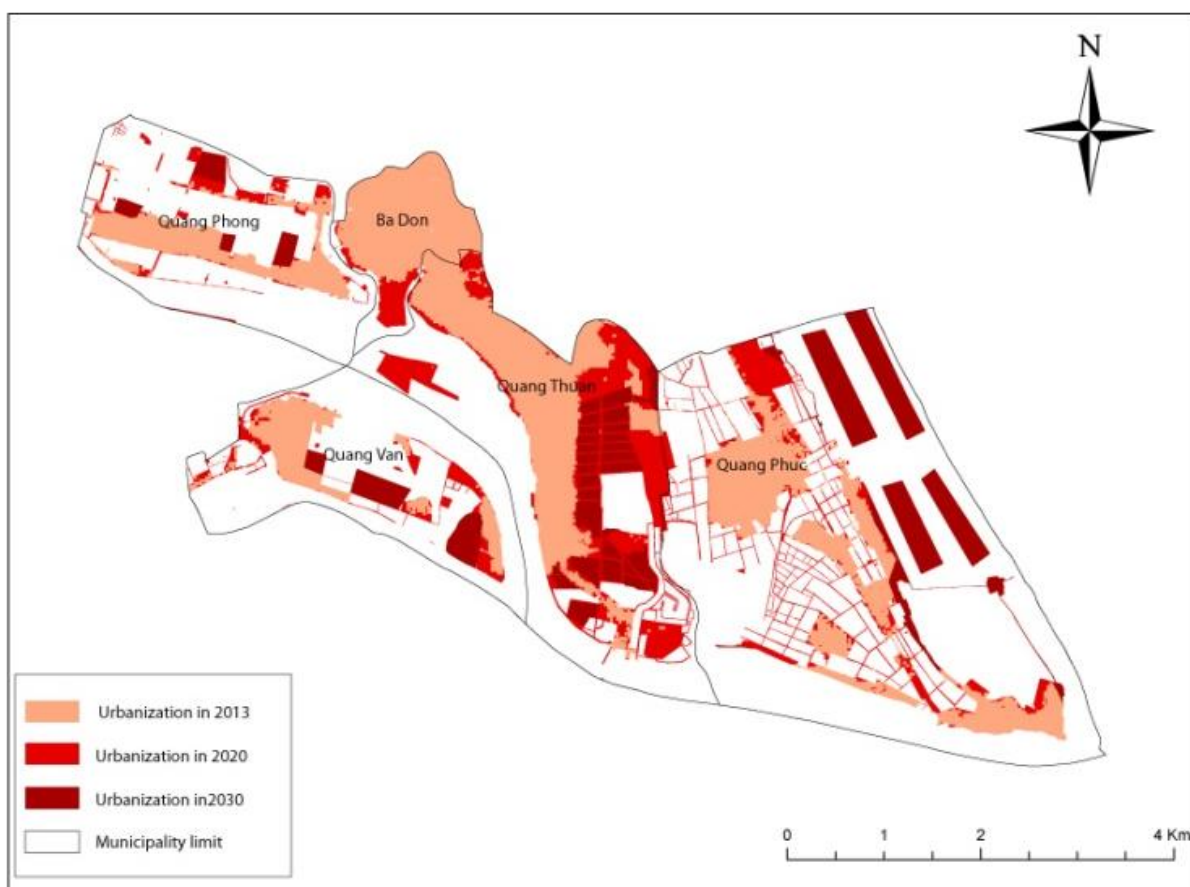 N
Ba Don
Quang Phong
Quang Thuan
Quang Van
Quang Phuc
Urbanization in 2013
Urbanization in 2020
Urbanization in2030
Municipality limit
0 1 2 4 Km